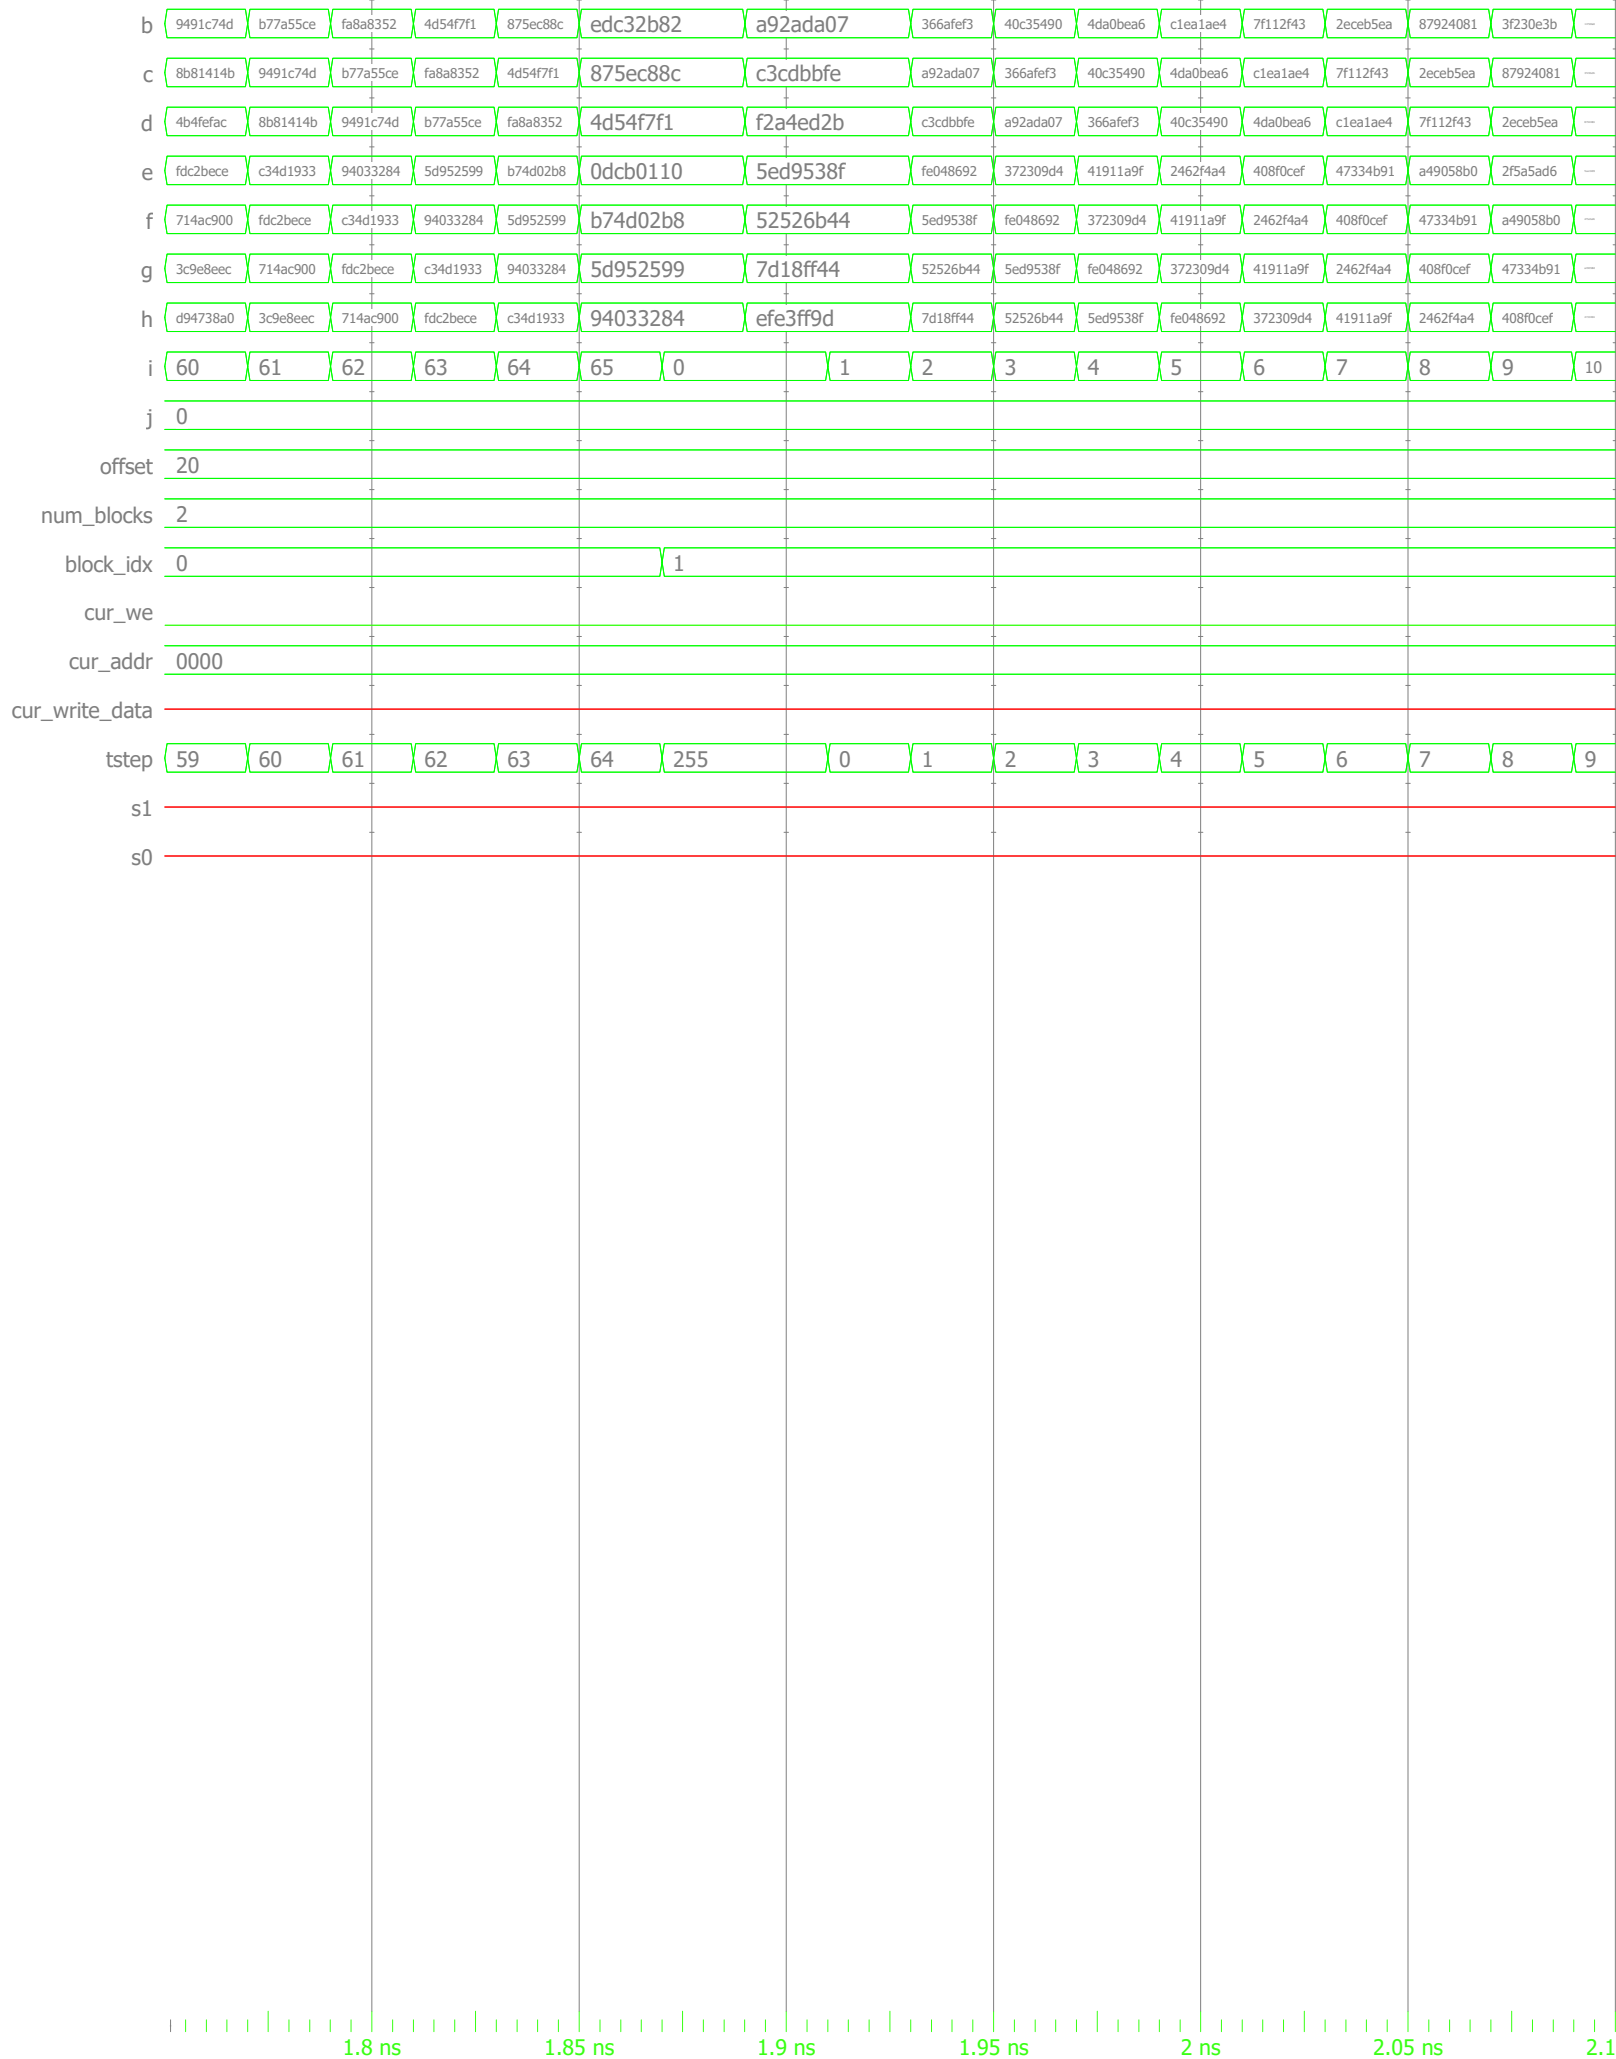 b 9491c74d b77a55ce fa8a8352 4d54f7f1 875ec88c edc32b82 a92ada07 366afef3 40c35490 4da0bea6 c1ea1ae4 7f112f43 2eceb5ea 87924081 3f230e3b
c 8b81414b 9491c74d b77a55ce fa8a8352 4d54f7f1 875ec88c c3cdbbfe a92ada07 366afef3 40c35490 4da0bea6 c1ea1ae4 7f112f43 2eceb5ea 87924081
d 4b4fefac 8b81414b 9491c74d b77a55ce fa8a8352 4d54f7f1 f2a4ed2b c3cdbbfe a92ada07 366afef3 40c35490 4da0bea6 c1ea1ae4 7f112f43 2eceb5ea
e fdc2bece c34d1933 94033284 5d952599 b74d02b8 0dcb0110 5ed9538f fe048692 372309d4 41911a9f 2462f4a4 408f0cef 47334b91 a49058b0 2f5a5ad6
f 714ac900 fdc2bece c34d1933 94033284 5d952599 b74d02b8 52526b44 5ed9538f fe048692 372309d4 41911a9f 2462f4a4 408f0cef 47334b91 a49058b0
g 3c9e8eec 714ac900 fdc2bece c34d1933 94033284 5d952599 7d18ff44 52526b44 5ed9538f fe048692 372309d4 41911a9f 2462f4a4 408f0cef 47334b91
h d94738a0 3c9e8eec 714ac900 fdc2bece c34d1933 94033284 efe3ff9d 7d18ff44 52526b44 5ed9538f fe048692 372309d4 41911a9f 2462f4a4 408f0cef
i 60 61 62 63 64 65 0 1 2 3 4 5 6 7 8 9 10
j 0
offset 20
num_blocks 2
block_idx 0 1
cur_we
cur_addr 0000
cur_write_data
tstep 59 60 61 62 63 64 255 0 1 2 3 4 5 6 7 8 9
s1
s0
1.8 ns 1.85 ns 1.9 ns 1.95 ns 2 ns 2.05 ns 2.1